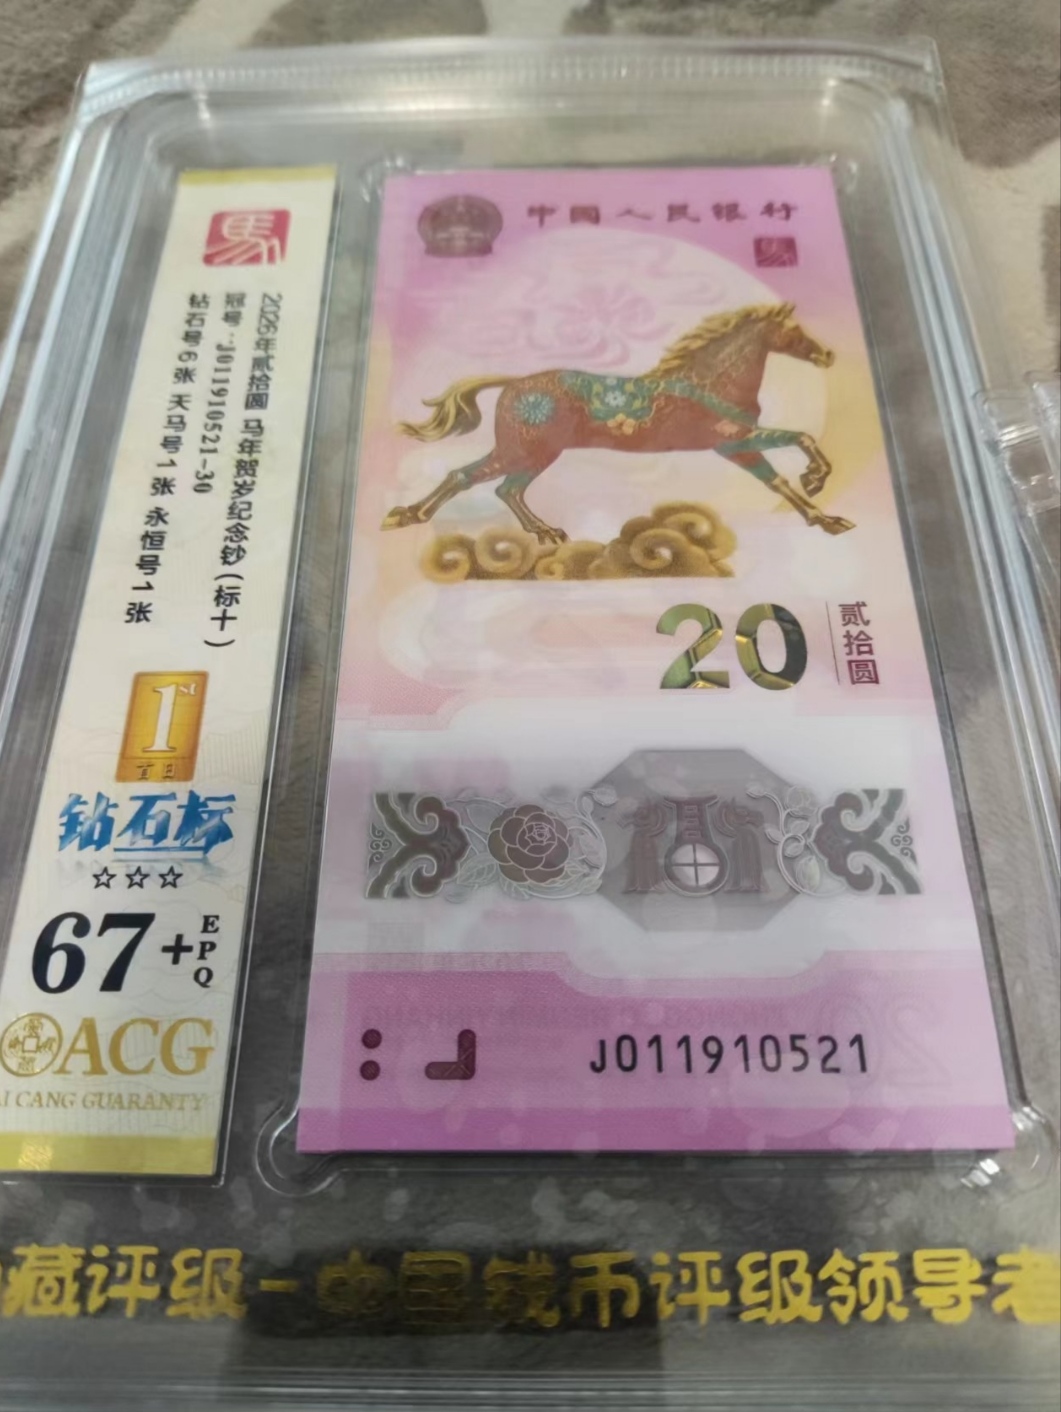 馬
2026年贰拾圆 马年贺岁纪念钞(标十)
冠号:J011910521-30
钻石号6张 天马号1张 永恒号1张
1st
首日
钻石标
☆☆☆
67+EPQ
ACG
AI CANG GUARANTY
中国人民银行
馬
20
贰拾圆
J011910521
藏评级-中国钱币评级领导者